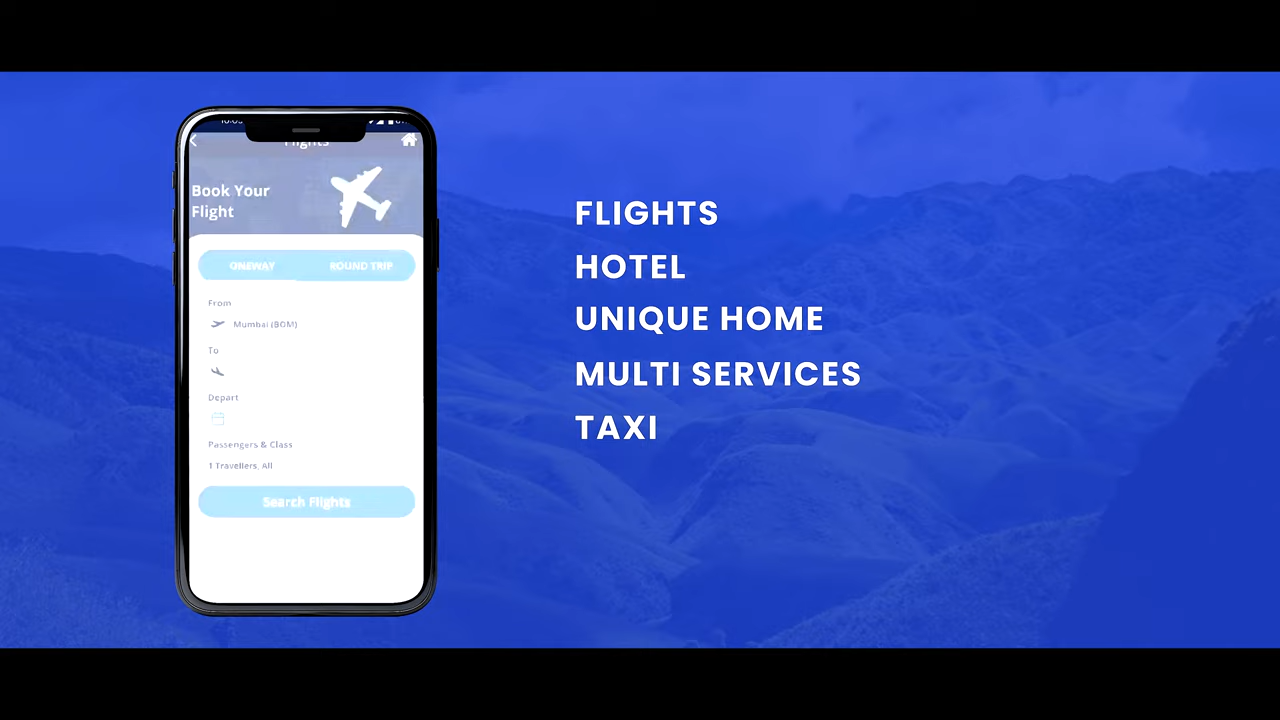 Flights
Book Your
Flight
ONEWAY ROUND TRIP
From
Mumbai (BOM)
To
Depart
Passengers & Class
1 Travellers, All
Search Flights
FLIGHTS
HOTEL
UNIQUE HOME
MULTI SERVICES
TAXI